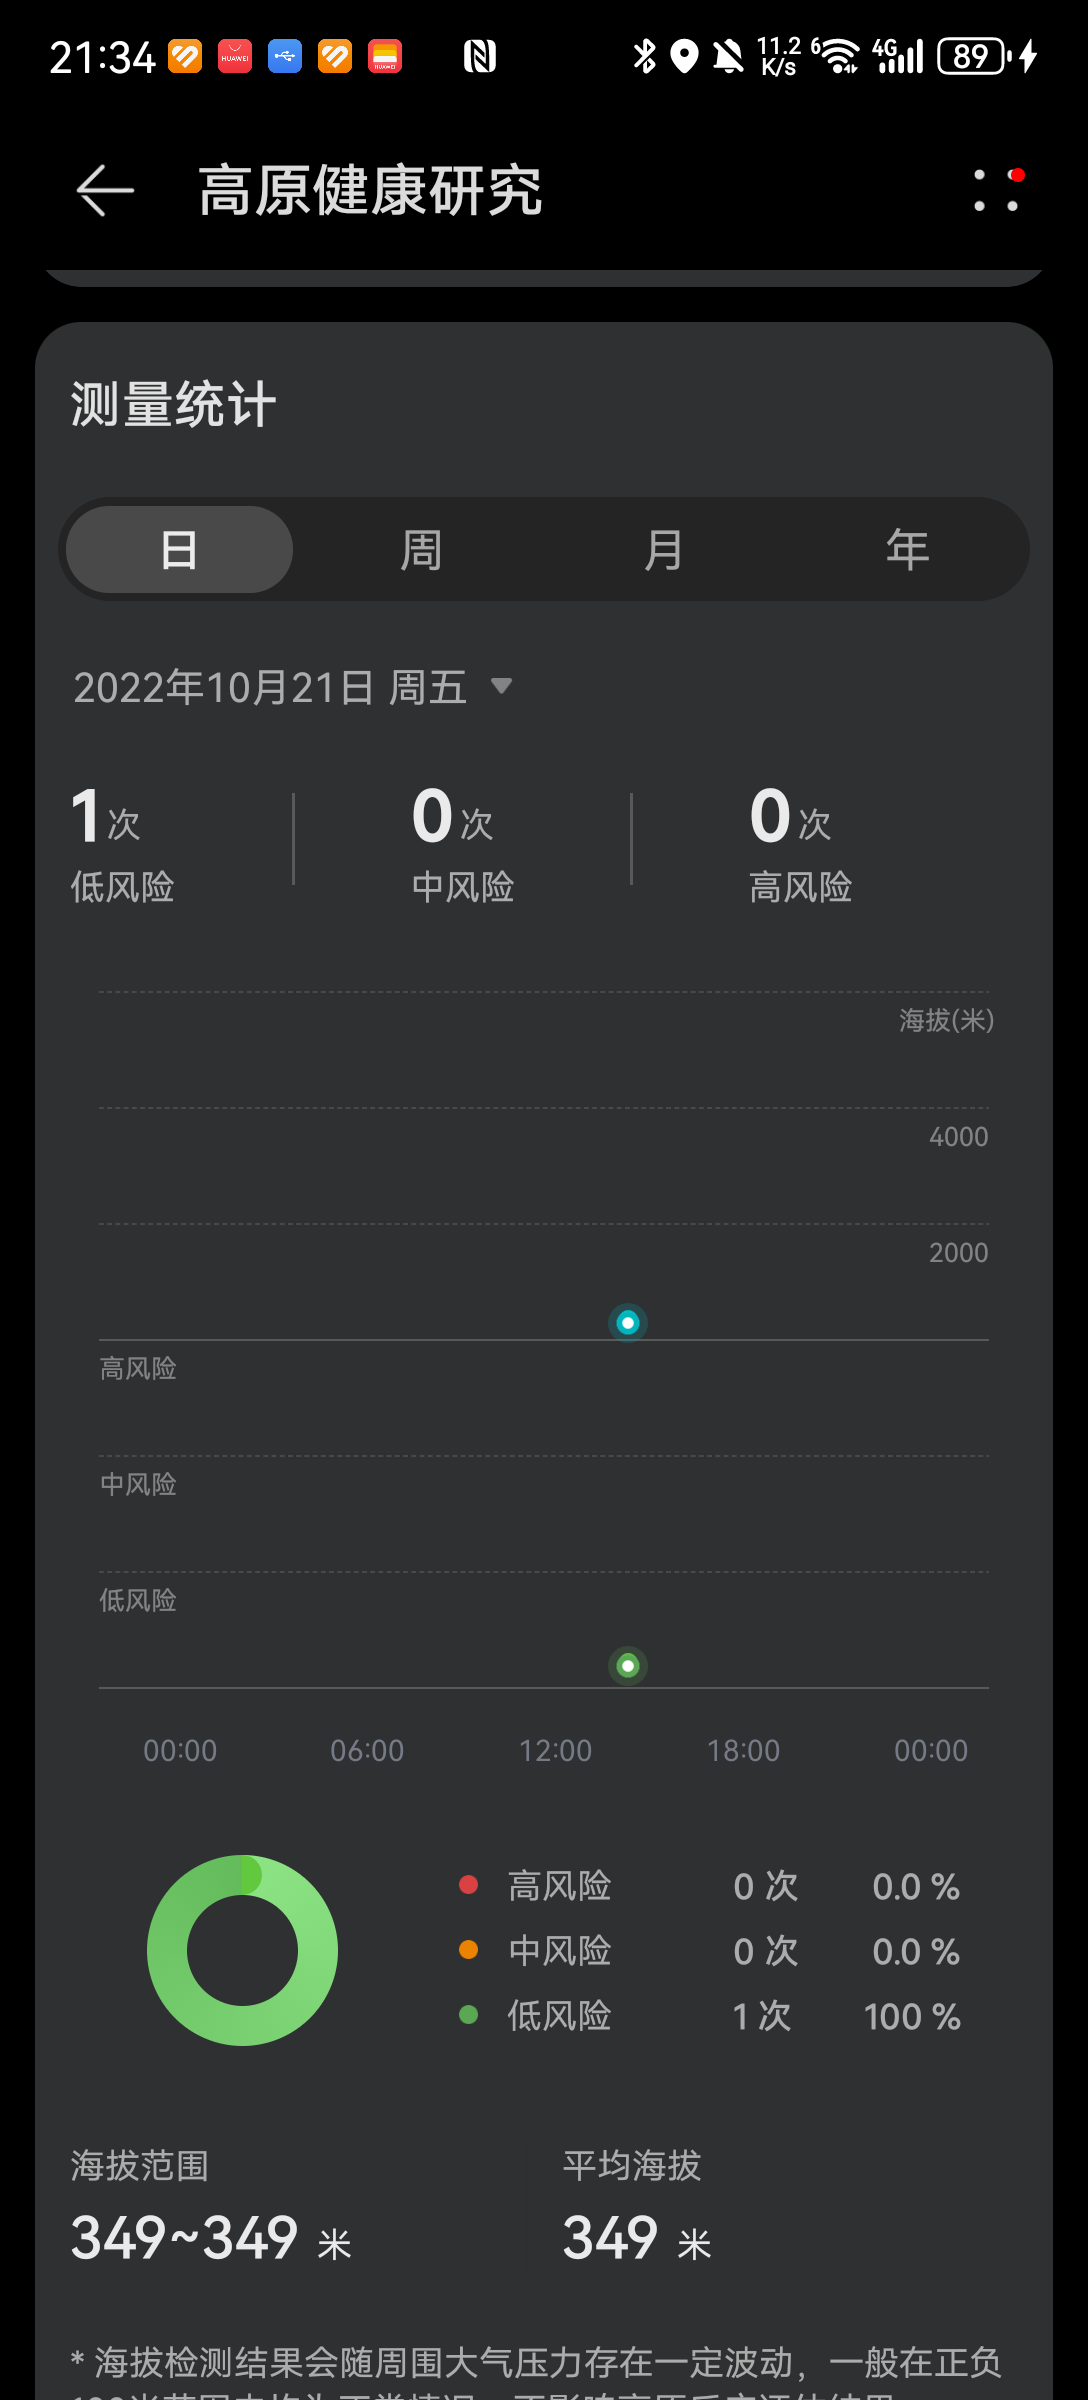 21:34
11.2 K/s
6
4G
89
高原健康研究
测量统计
日 周 月 年
2022年10月21日 周五
1次 0次 0次
低风险 中风险 高风险
海拔(米)
4000
2000
高风险
中风险
低风险
00:00 06:00 12:00 18:00 00:00
高风险 0 次 0.0 %
中风险 0 次 0.0 %
低风险 1 次 100 %
海拔范围 平均海拔
349~349 米 349 米
* 海拔检测结果会随周围大气压力存在一定波动，一般在正负